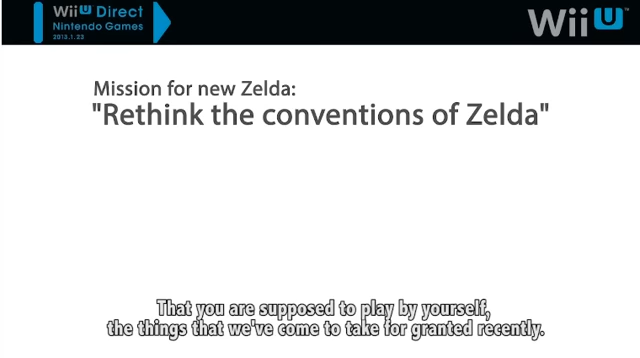 Wii U Direct
Nintendo Games
2013.1.23
Wii U™
Mission for new Zelda:
"Rethink the conventions of Zelda"
That you are supposed to play by yourself,
the things that we've come to take for granted recently.